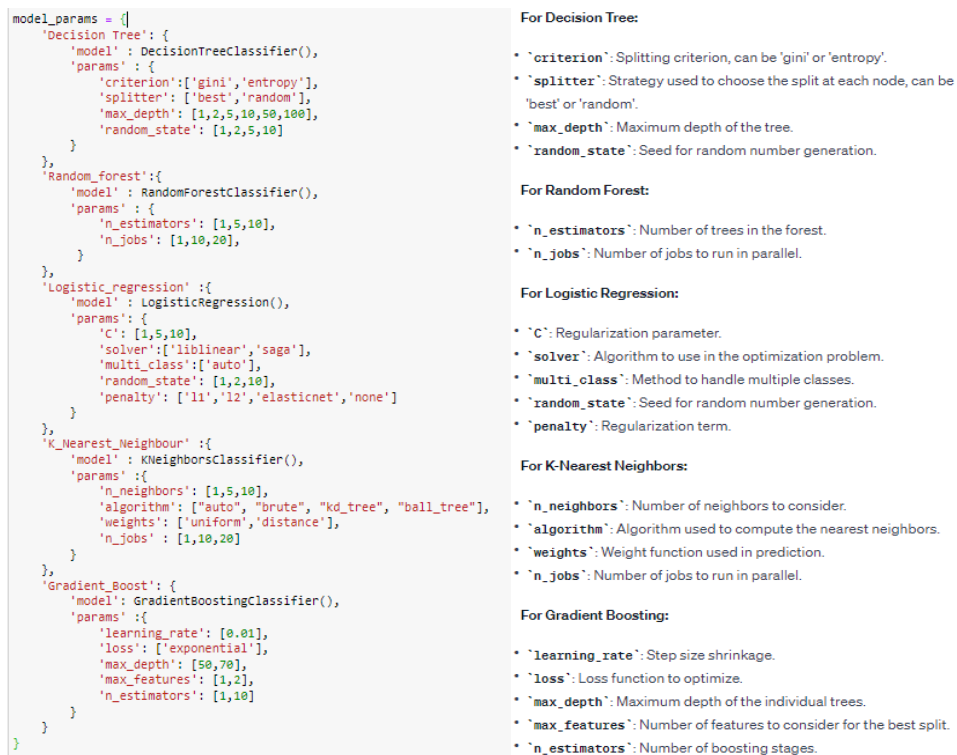 model_params = {
    'Decision Tree': {
        'model' : DecisionTreeClassifier(),
        'params' : {
            'criterion':['gini','entropy'],
            'splitter': ['best','random'],
            'max_depth': [1,2,5,10,50,100],
            'random_state': [1,2,5,10]
        }
    },
    'Random_forest':{
        'model' : RandomForestClassifier(),
        'params' : {
            'n_estimators': [1,5,10],
            'n_jobs': [1,10,20],
         }
    },
    'Logistic_regression' :{
        'model' : LogisticRegression(),
        'params': {
            'C': [1,5,10],
            'solver':['liblinear','saga'],
            'multi_class':['auto'],
            'random_state': [1,2,10],
            'penalty': ['l1','l2','elasticnet','none']
        }
    },
    'K_Nearest_Neighbour' :{
        'model' : KNeighborsClassifier(),
        'params' :{
            'n_neighbors': [1,5,10],
            'algorithm': ["auto", "brute", "kd_tree", "ball_tree"],
            'weights': ['uniform','distance'],
            'n_jobs' : [1,10,20]
        }
    },
    'Gradient_Boost': {
        'model': GradientBoostingClassifier(),
        'params' :{
            'learning_rate': [0.01],
            'loss': ['exponential'],
            'max_depth': [50,70],
            'max_features': [1,2],
            'n_estimators': [1,10]
        }
    }
}
For Decision Tree:
• `criterion`: Splitting criterion, can be 'gini' or 'entropy'.
• `splitter`: Strategy used to choose the split at each node, can be
'best' or 'random'.
• `max_depth`: Maximum depth of the tree.
• `random_state`: Seed for random number generation.
For Random Forest:
• `n_estimators`: Number of trees in the forest.
• `n_jobs`: Number of jobs to run in parallel.
For Logistic Regression:
• `C`: Regularization parameter.
• `solver`: Algorithm to use in the optimization problem.
• `multi_class`: Method to handle multiple classes.
• `random_state`: Seed for random number generation.
• `penalty`: Regularization term.
For K-Nearest Neighbors:
• `n_neighbors`: Number of neighbors to consider.
• `algorithm`: Algorithm used to compute the nearest neighbors.
• `weights`: Weight function used in prediction.
• `n_jobs`: Number of jobs to run in parallel.
For Gradient Boosting:
• `learning_rate`: Step size shrinkage.
• `loss`: Loss function to optimize.
• `max_depth`: Maximum depth of the individual trees.
• `max_features`: Number of features to consider for the best split.
• `n_estimators`: Number of boosting stages.